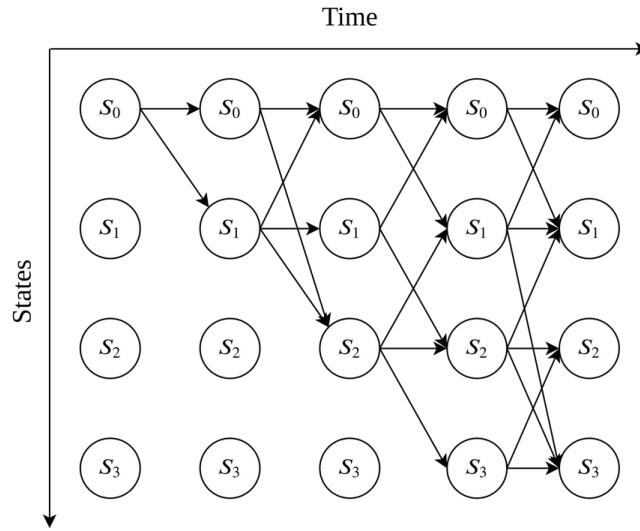 Time
States
S₀ S₀ S₀ S₀ S₀
S₁ S₁ S₁ S₁ S₁
S₂ S₂ S₂ S₂ S₂
S₃ S₃ S₃ S₃ S₃